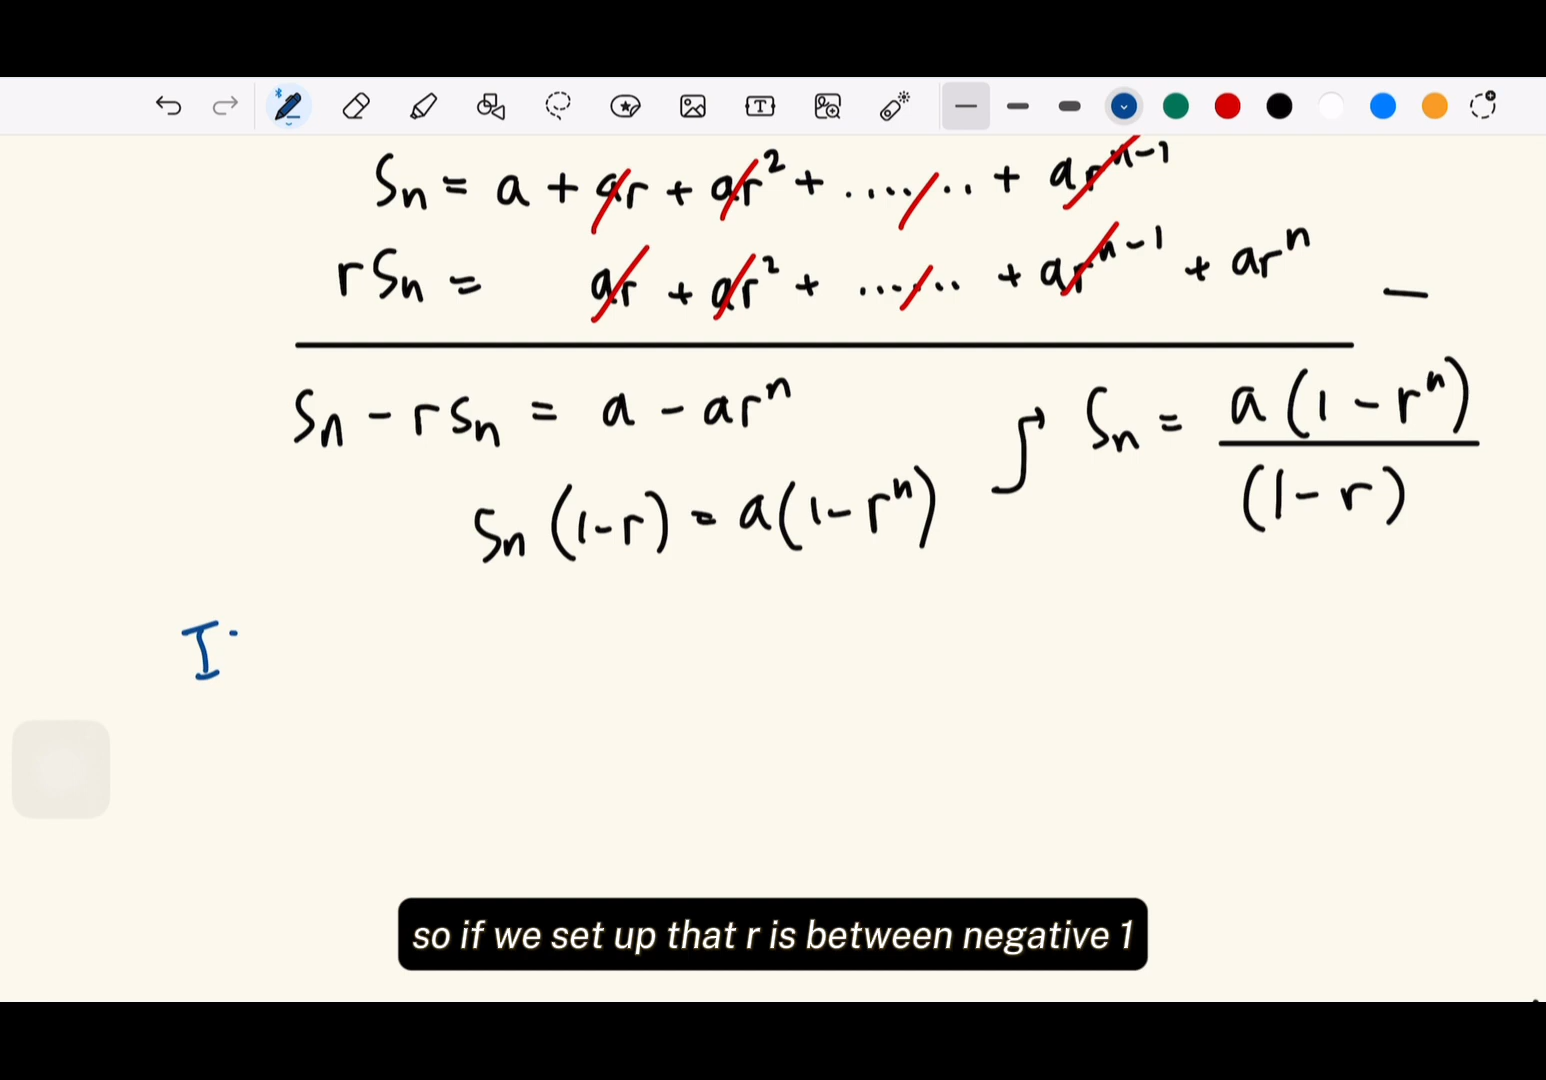 Sn = a + ar + ar² + ........ + arⁿ⁻¹
rSn = ar + ar² + ....... + arⁿ⁻¹ + arⁿ —
Sn - rSn = a - arⁿ
Sn (1-r) = a(1-rⁿ)
Sn = a(1-rⁿ) / (1-r)
I
so if we set up that r is between negative 1